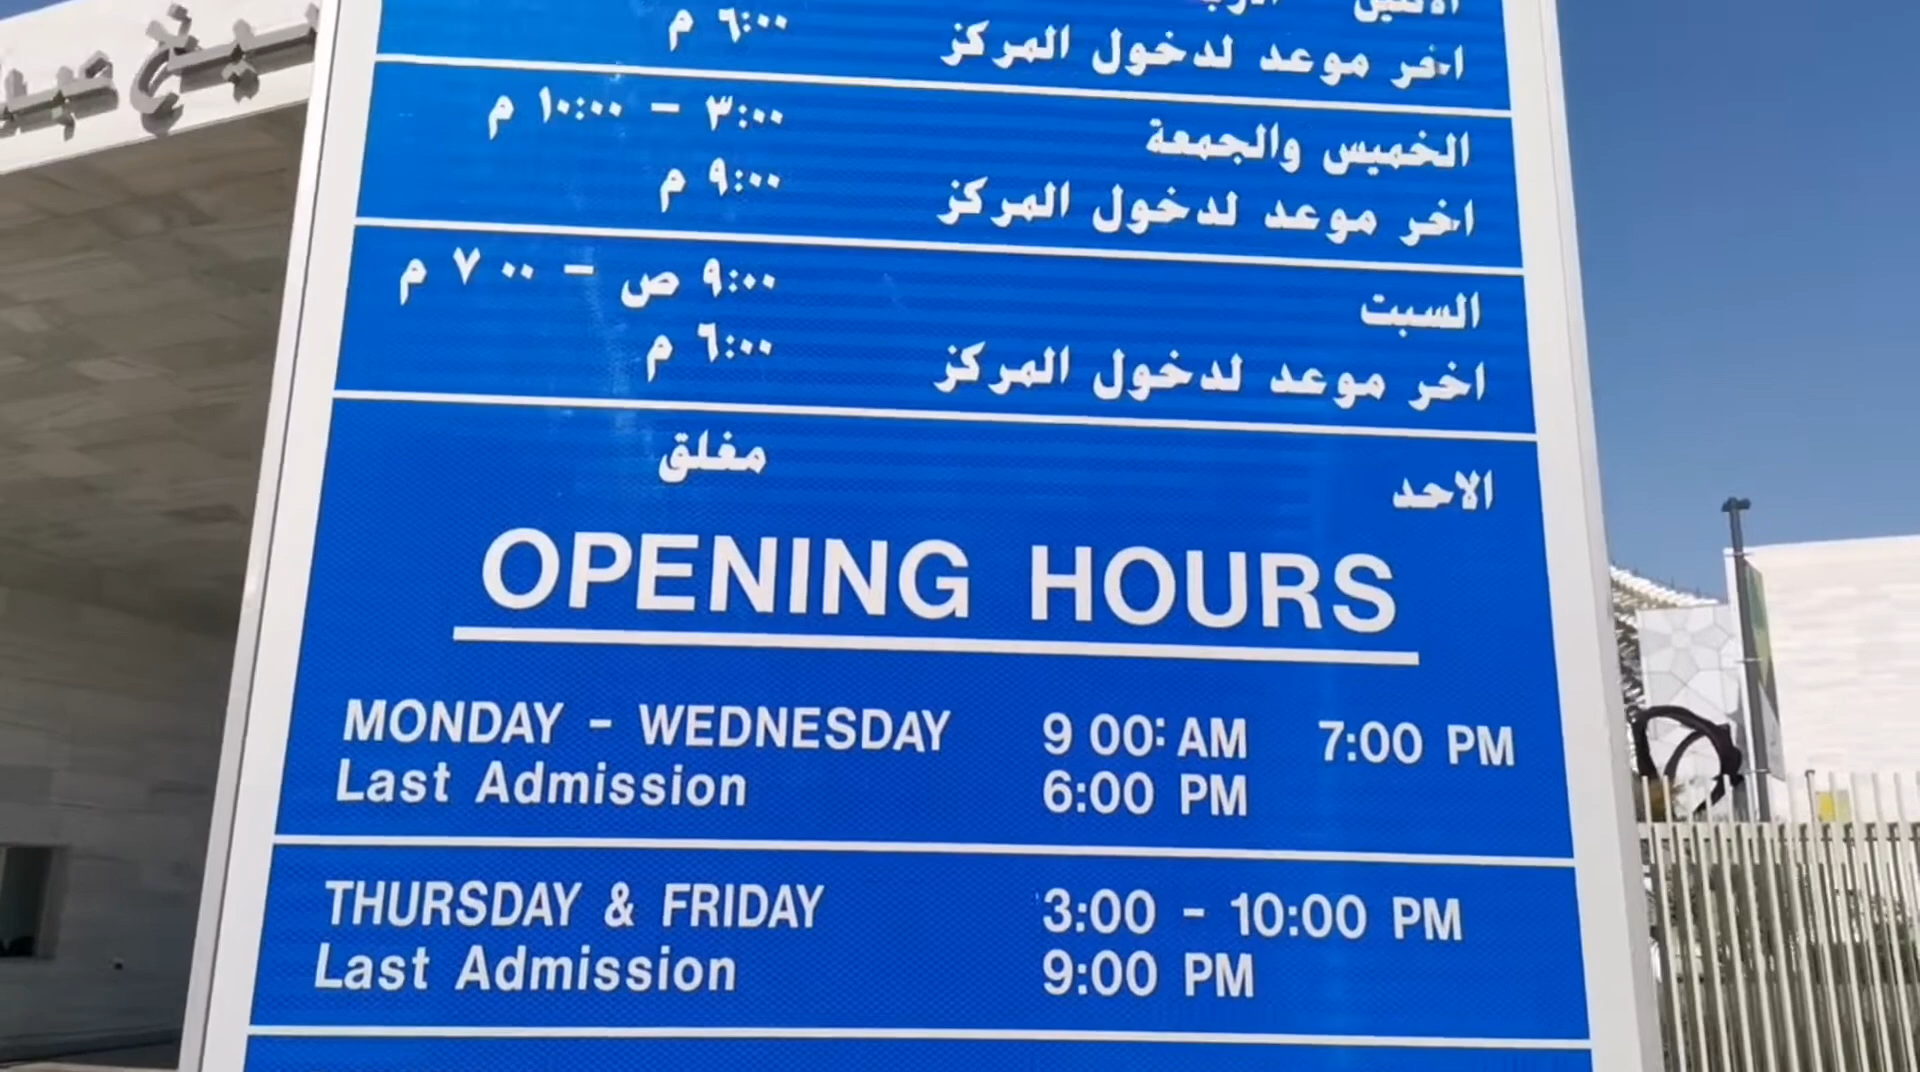 اخر موعد لدخول المركز ٦:٠٠ م
الخميس والجمعة ٣:٠٠ – ١٠:٠٠ م
اخر موعد لدخول المركز ٩:٠٠ م
السبت ٩:٠٠ ص – ٧ ٠٠ م
اخر موعد لدخول المركز ٦:٠٠ م
الاحد مغلق
OPENING HOURS
MONDAY - WEDNESDAY 9 00: AM 7:00 PM
Last Admission 6:00 PM
THURSDAY & FRIDAY 3:00 - 10:00 PM
Last Admission 9:00 PM